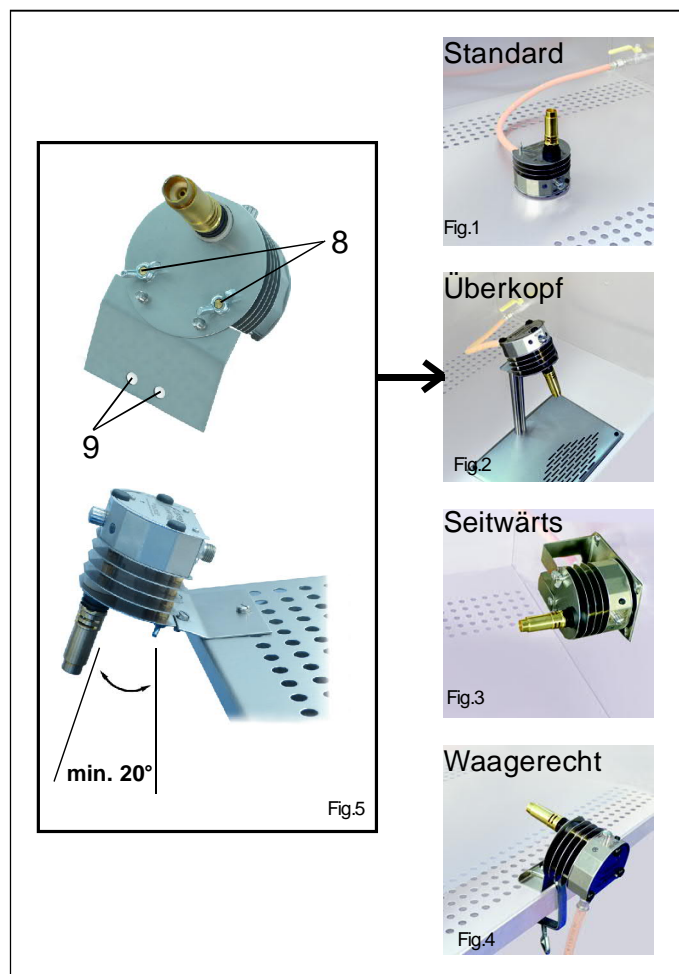 8
9
min. 20°
Fig.5
Standard
Fig.1
Überkopf
Fig.2
Seitwärts
Fig.3
Waagerecht
Fig.4